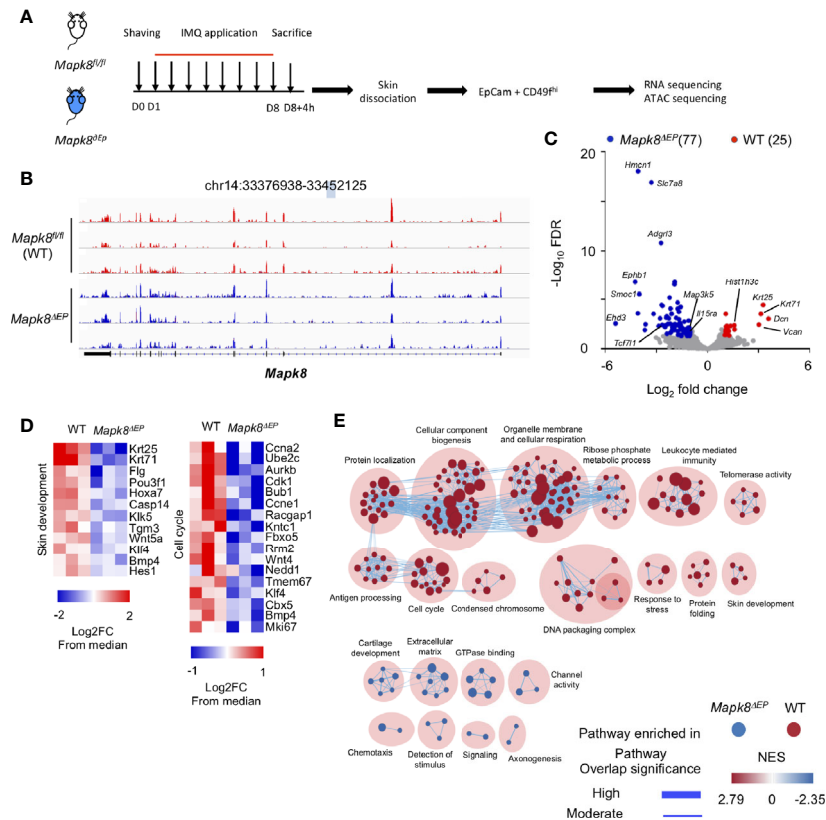 A
Shaving IMQ application Sacrifice
Mapk8fl/fl
D0 D1 D8 D8+4h
Mapk8∂Ep
Skin
dissociation
EpCam + CD49fhi
RNA sequencing
ATAC sequencing
B
chr14:33376938-33452125
Mapk8fl/fl
(WT)
Mapk8ΔEP
Mapk8
C
Mapk8ΔEP(77) WT (25)
20
10
0
-Log10 FDR
Hmcn1
Slc7a8
Adgrl3
Ephb1
Smoc1
Ehd3
Tcf7l1
Map3k5
Il15ra
Hist1h3c
Krt25
Krt71
Dcn
Vcan
-6 0 6
Log2 fold change
D
WT Mapk8ΔEP
Skin development
Krt25
Krt71
Flg
Pou3f1
Hoxa7
Casp14
Klk5
Tgm3
Wnt5a
Klf4
Bmp4
Hes1
-2 2
Log2FC
From median
WT Mapk8ΔEP
Cell cycle
Ccna2
Ube2c
Aurkb
Cdk1
Bub1
Ccne1
Racgap1
Kntc1
Fbxo5
Rrm2
Wnt4
Nedd1
Tmem67
Klf4
Cbx5
Bmp4
Mki67
-1 1
Log2FC
From median
E
Protein localization
Cellular component
biogenesis
Organelle membrane
and cellular respiration
Ribose phosphate
metabolic process
Leukocyte mediated
immunity
Telomerase activity
Antigen processing
Cell cycle
Condensed chromosome
DNA packaging complex
Response to
stress
Protein
folding
Skin development
Cartilage
development
Extracellular
matrix
GTPase binding
Channel
activity
Chemotaxis
Detection of
stimulus
Signaling
Axonogenesis
Mapk8ΔEP WT
Pathway enriched in
Pathway
Overlap significance
High
Moderate
NES
2.79 0 -2.35